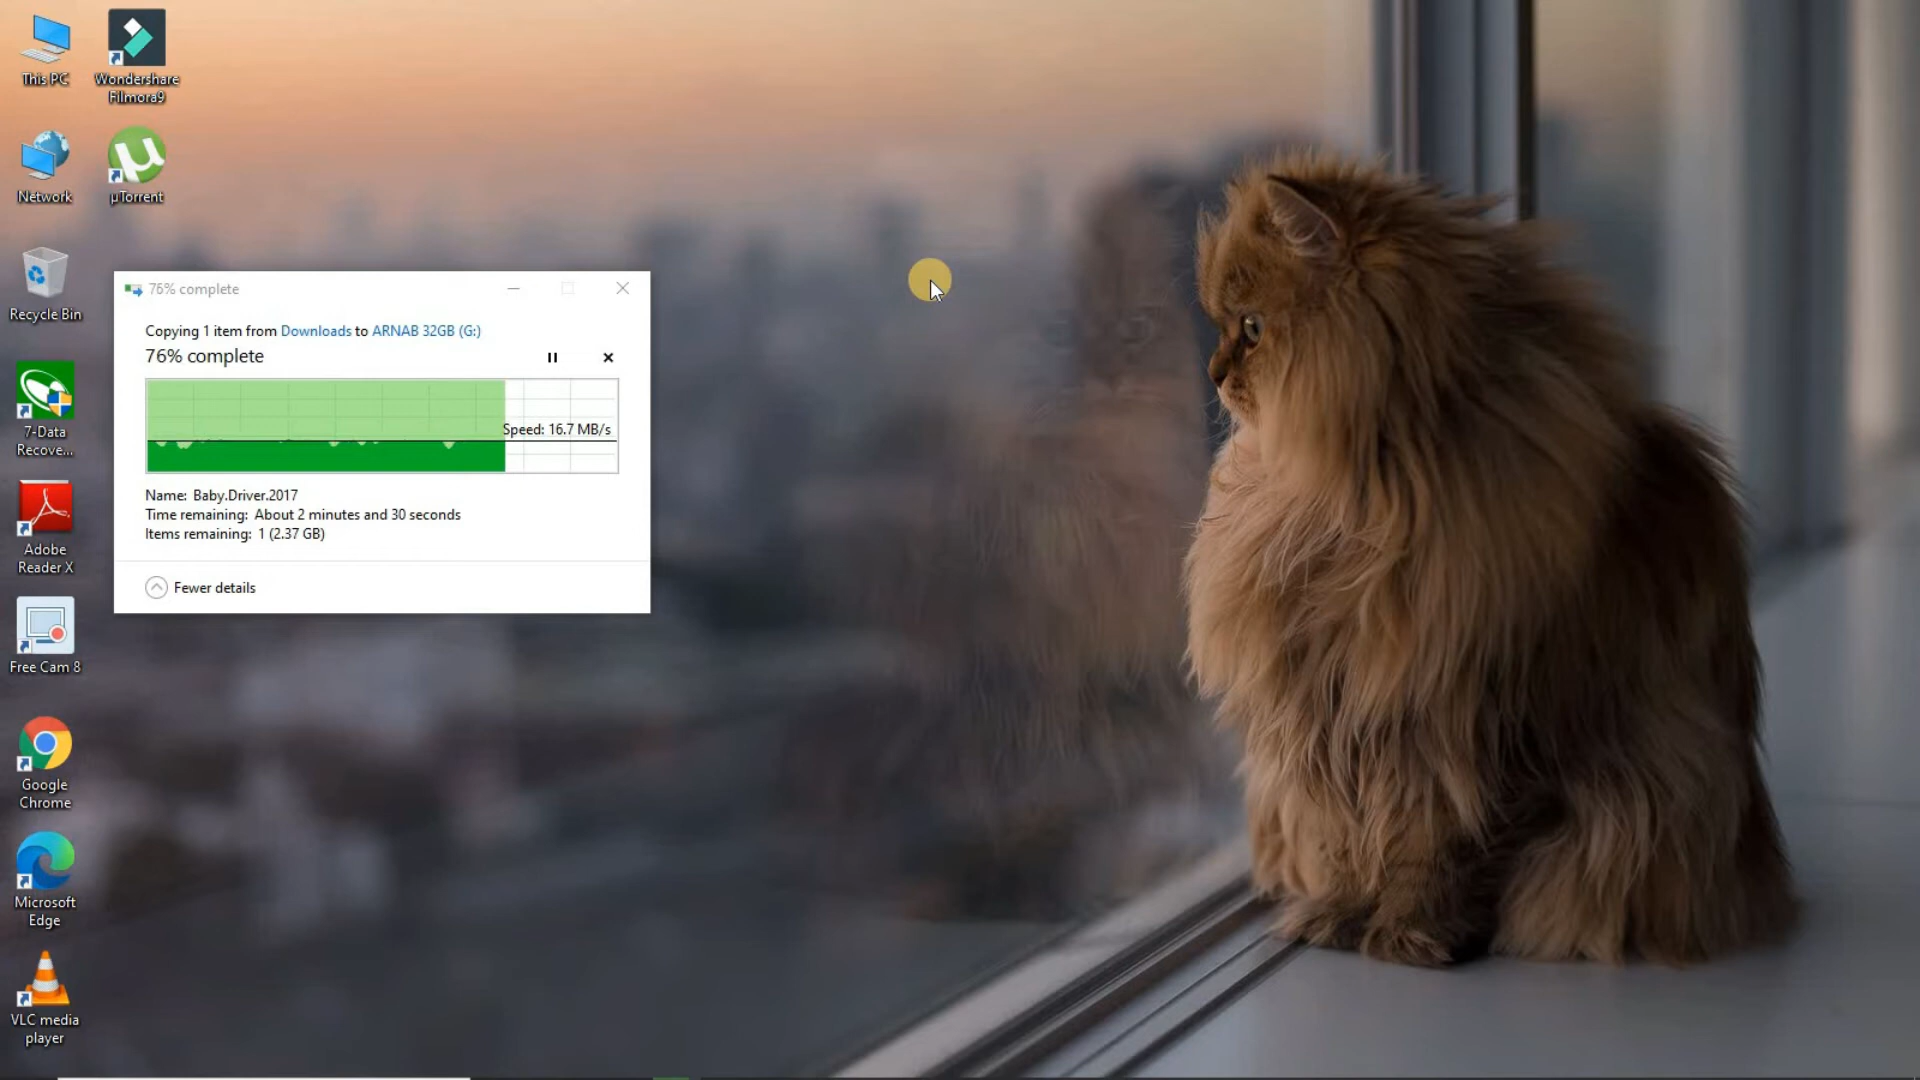 This PC
Wondershare
Filmora9
Network
µTorrent
Recycle Bin
7-Data
Recove...
Adobe
Reader X
Free Cam 8
Google
Chrome
Microsoft
Edge
VLC media
player
76% complete
Copying 1 item from Downloads to ARNAB 32GB (G:)
76% complete
Speed: 16.7 MB/s
Name: Baby.Driver.2017
Time remaining: About 2 minutes and 30 seconds
Items remaining: 1 (2.37 GB)
Fewer details